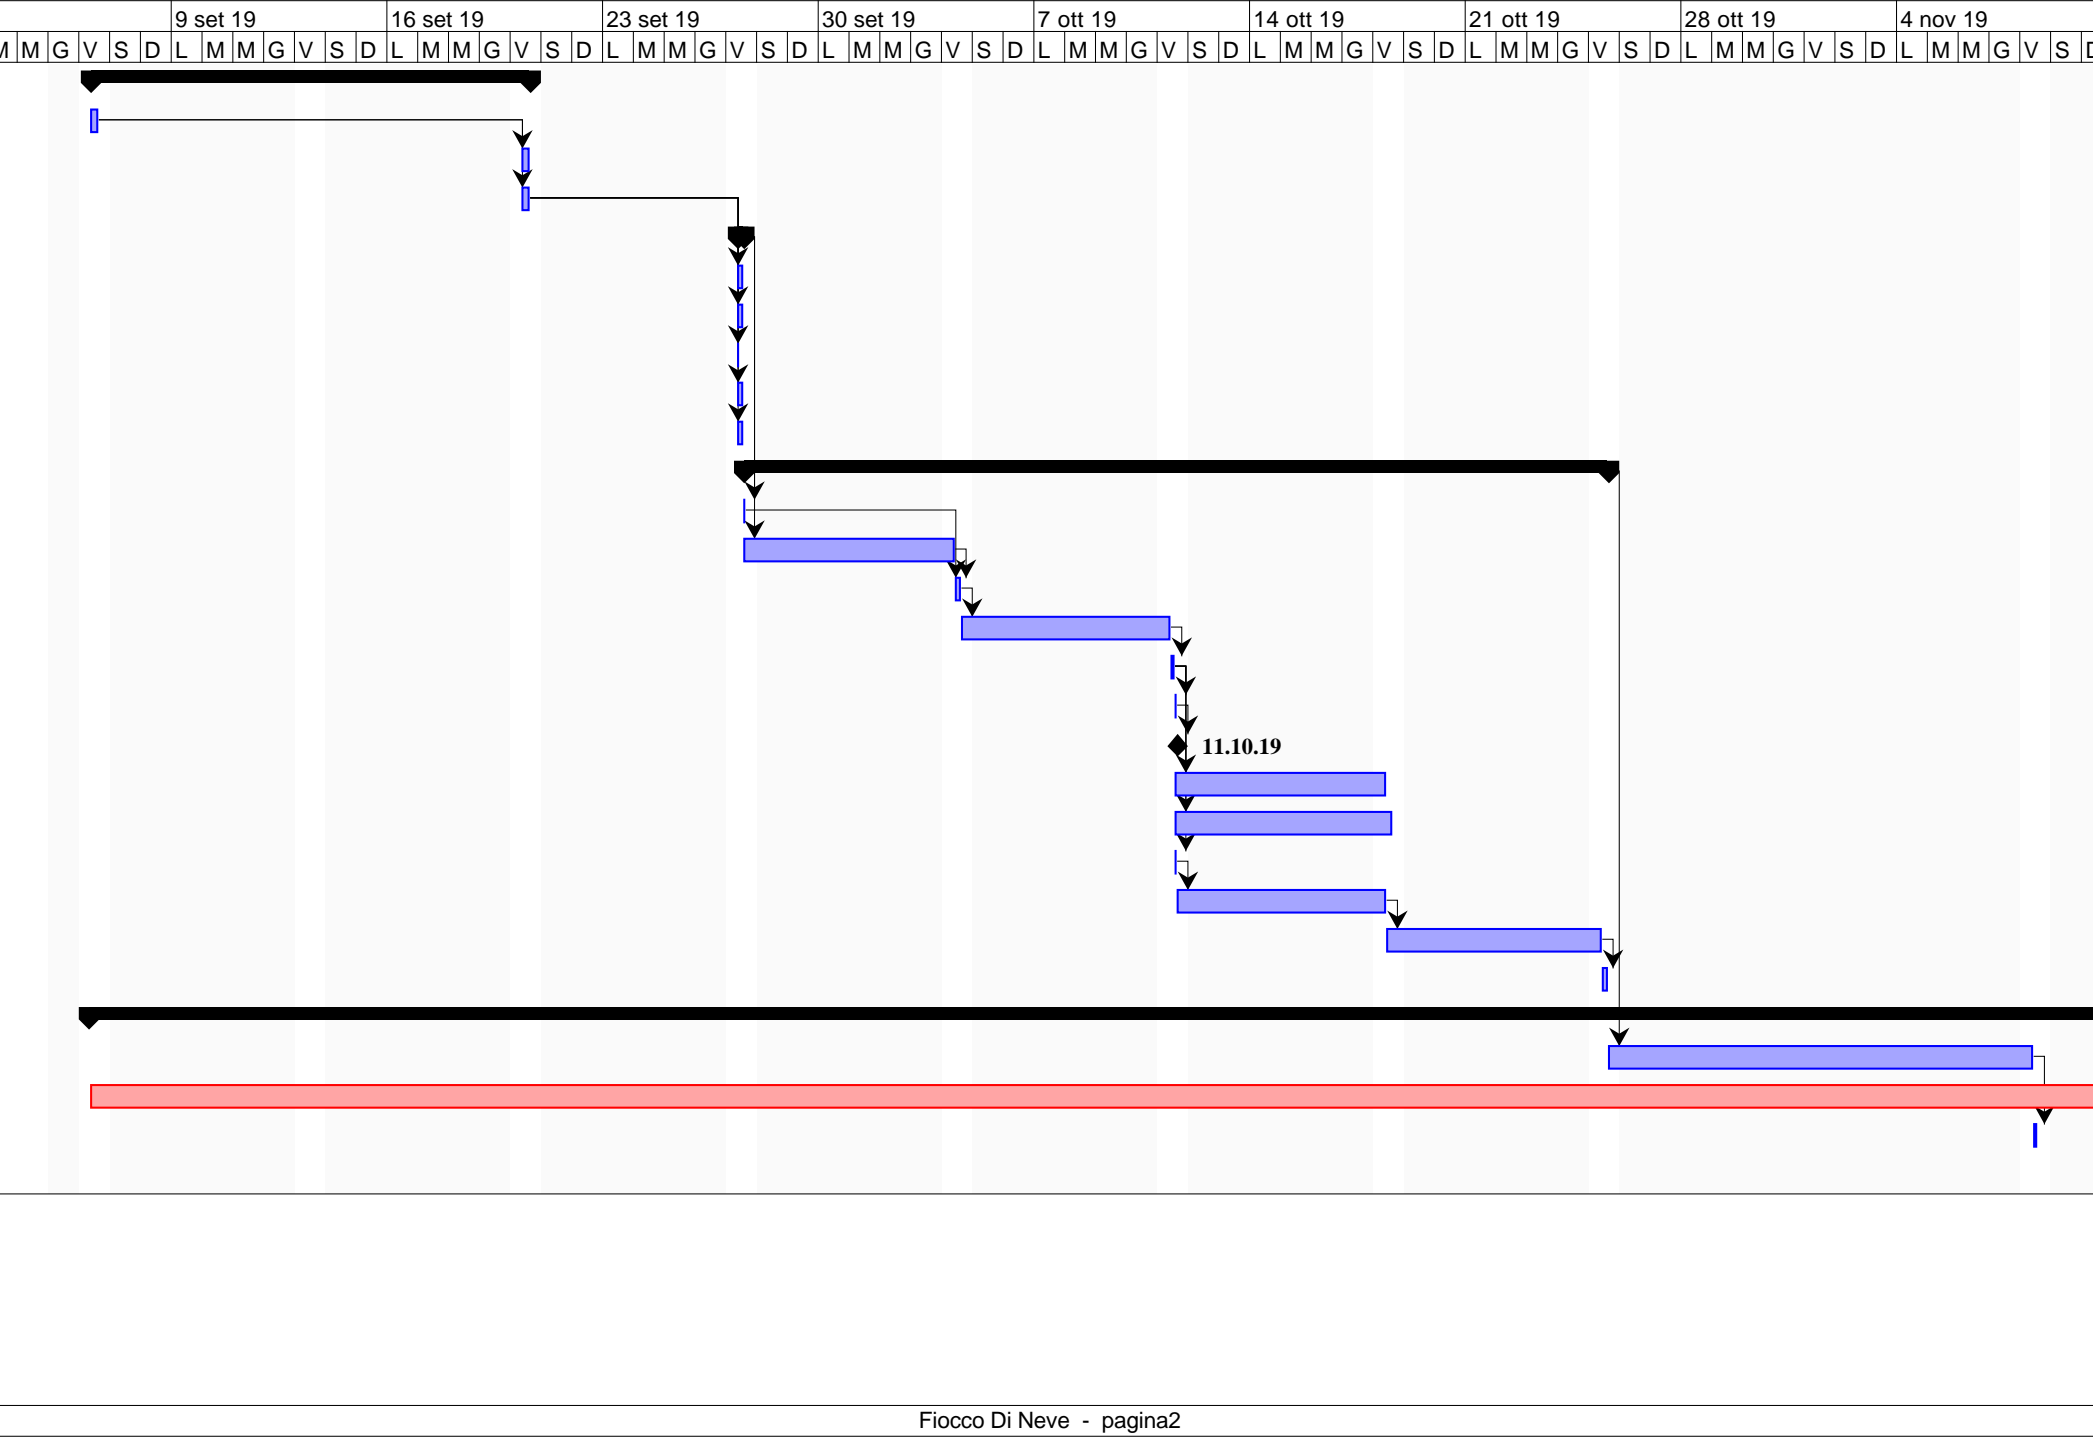 9 set 19 16 set 19 23 set 19 30 set 19 7 ott 19 14 ott 19 21 ott 19 28 ott 19 4 nov 19
M M G V S D L M M G V S D L M M G V S D L M M G V S D L M M G V S D L M M G V S D L M M G V S D L M M G V S D L M M G V S D L M M G V S D
11.10.19
Fiocco Di Neve - pagina2